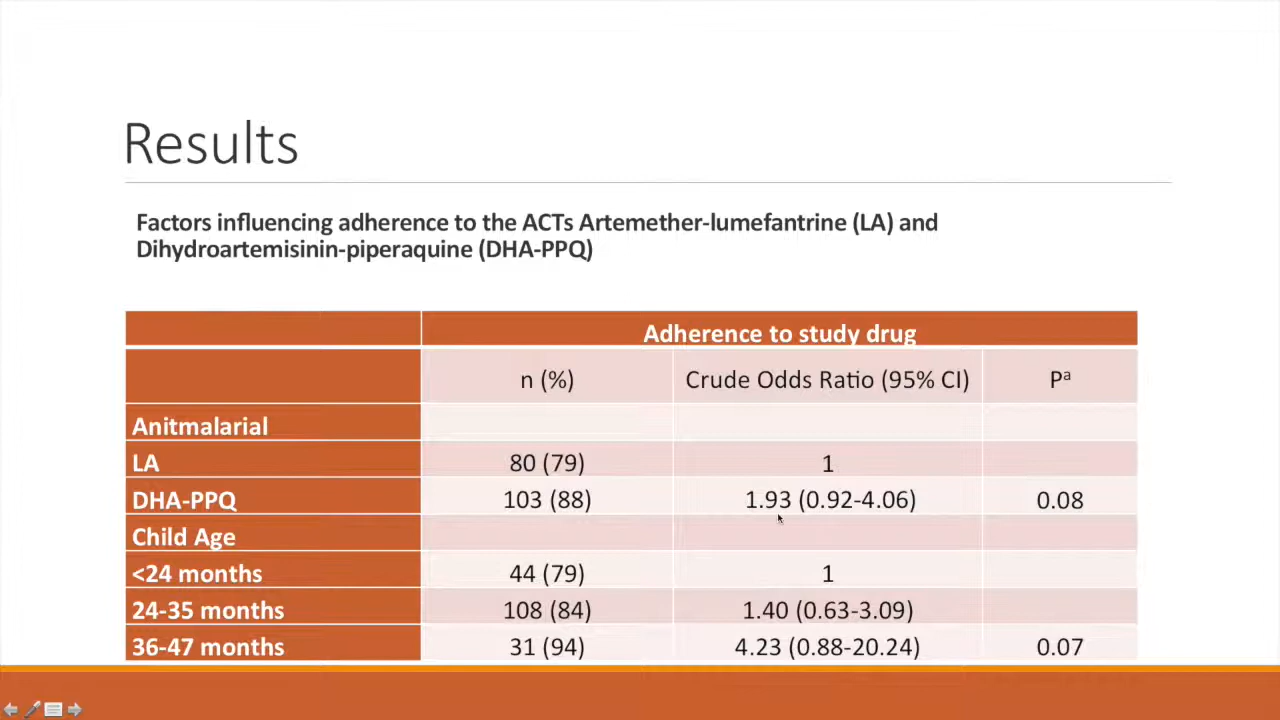 Results
Factors influencing adherence to the ACTs Artemether-lumefantrine (LA) and
Dihydroartemisinin-piperaquine (DHA-PPQ)
Adherence to study drug
n (%) Crude Odds Ratio (95% CI) Pᵃ
Anitmalarial
LA 80 (79) 1
DHA-PPQ 103 (88) 1.93 (0.92-4.06) 0.08
Child Age
<24 months 44 (79) 1
24-35 months 108 (84) 1.40 (0.63-3.09)
36-47 months 31 (94) 4.23 (0.88-20.24) 0.07